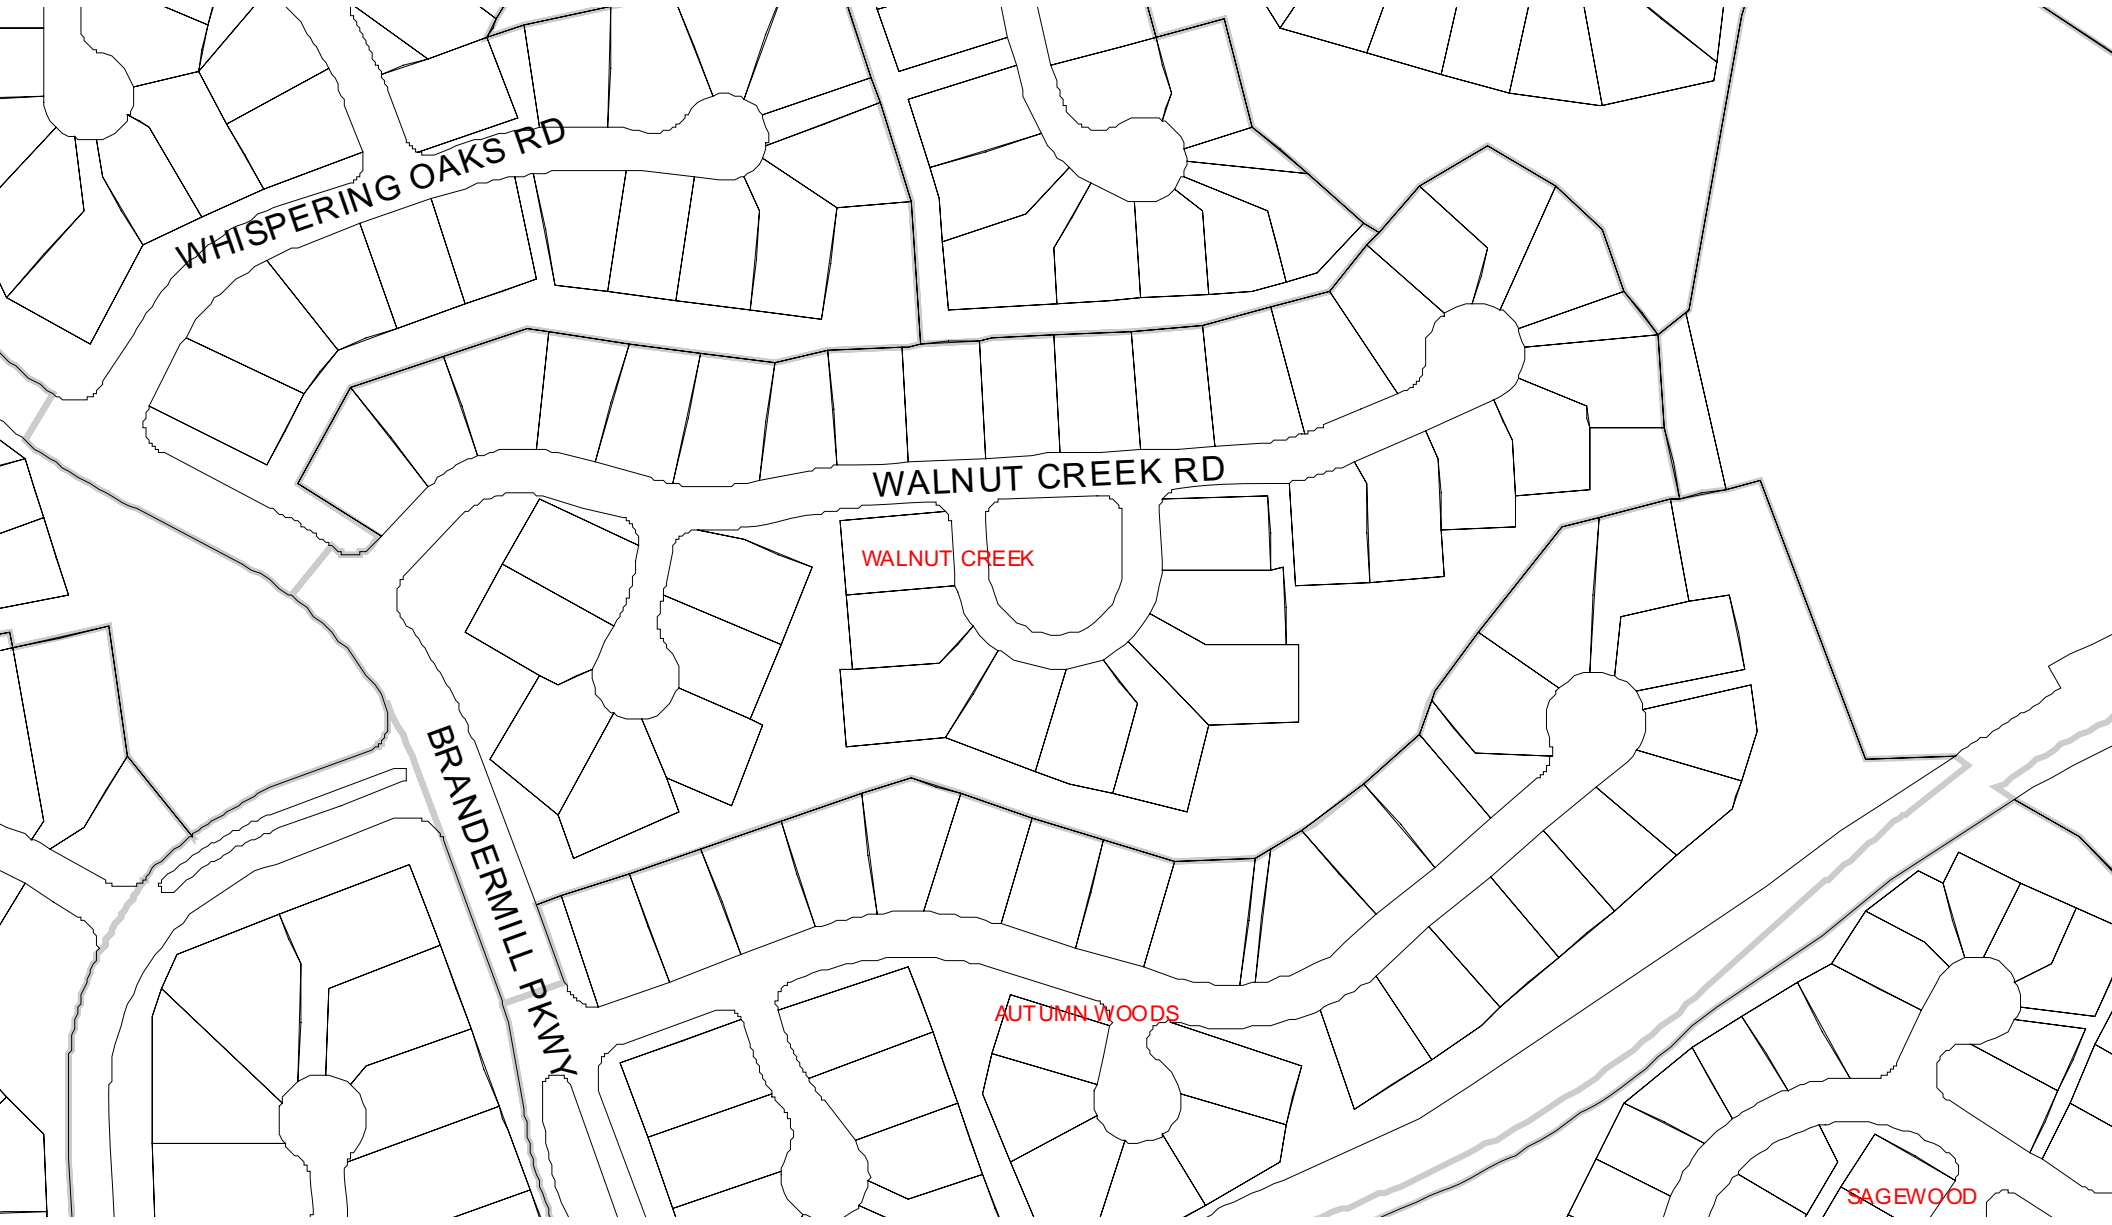 WHISPERING OAKS RD
WALNUT CREEK RD
WALNUT CREEK
BRANDERMILL PKWY
AUTUMN WOODS
SAGEWOOD